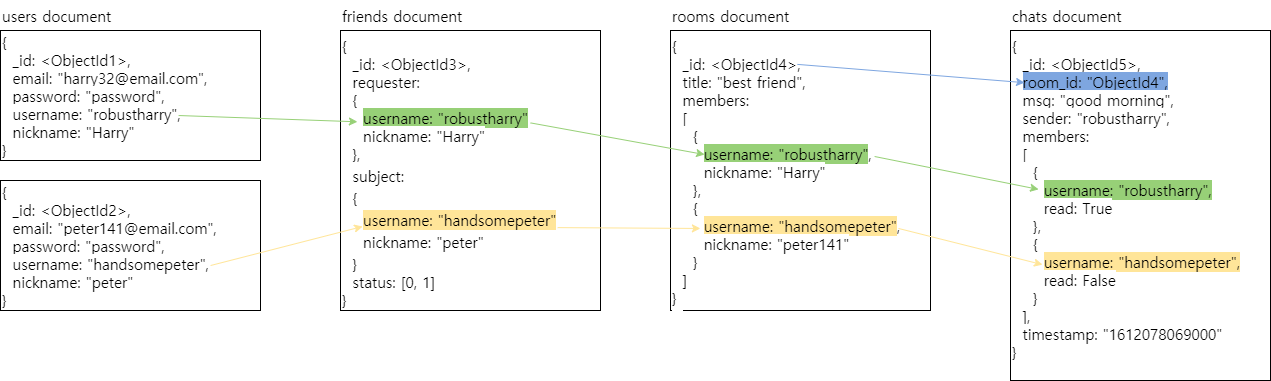 users document
{
_id: <ObjectId1>,
email: "harry32@email.com",
password: "password",
username: "robustharry",
nickname: "Harry"
}
{
_id: <ObjectId2>,
email: "peter141@email.com",
password: "password",
username: "handsomepeter",
nickname: "peter"
}
friends document
{
_id: <ObjectId3>,
requester:
{
username: "robustharry"
nickname: "Harry"
},
subject:
{
username: "handsomepeter"
nickname: "peter"
}
status: [0, 1]
}
rooms document
{
_id: <ObjectId4>,
title: "best friend",
members:
[
{
username: "robustharry",
nickname: "Harry"
},
{
username: "handsomepeter",
nickname: "peter141"
}
]
}
chats document
{
_id: <ObjectId5>,
room_id: "ObjectId4",
msg: "good morning",
sender: "robustharry",
members:
[
{
username: "robustharry",
read: True
},
{
username: "handsomepeter",
read: False
}
],
timestamp: "1612078069000"
}